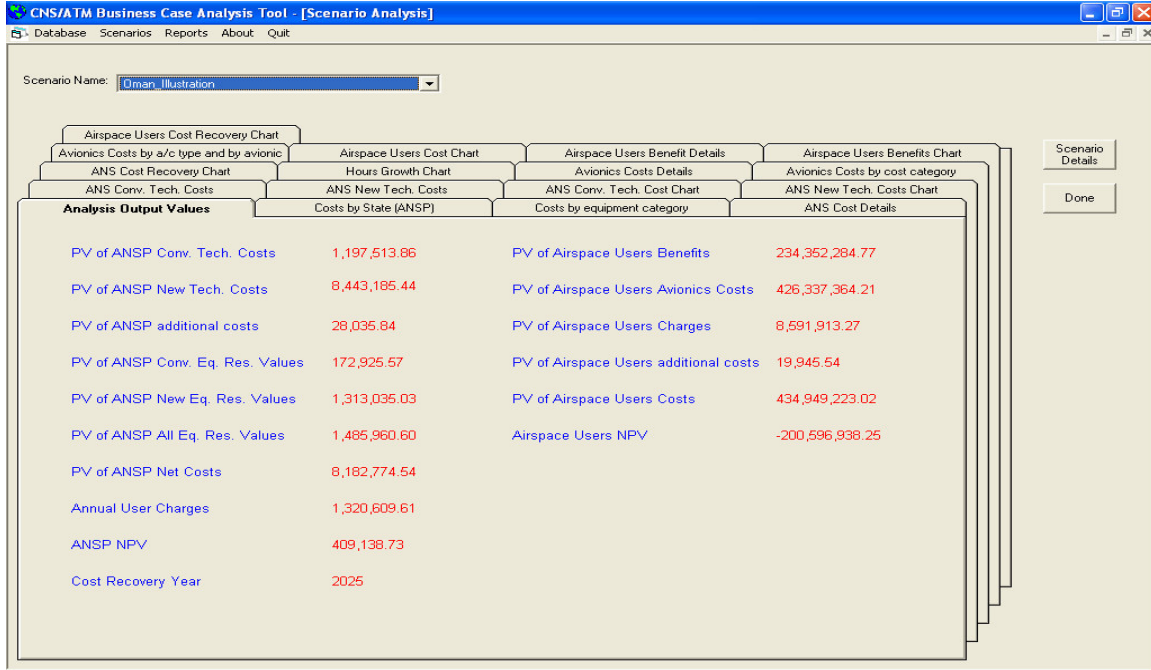 CNS/ATM Business Case Analysis Tool - [Scenario Analysis]
Database Scenarios Reports About Quit
Scenario Name: Oman_Illustration
Airspace Users Cost Recovery Chart
Avionics Costs by a/c type and by avionic Airspace Users Cost Chart Airspace Users Benefit Details Airspace Users Benefits Chart
ANS Cost Recovery Chart Hours Growth Chart Avionics Costs Details Avionics Costs by cost category
ANS Conv. Tech. Costs ANS New Tech. Costs ANS Conv. Tech. Cost Chart ANS New Tech. Costs Chart
Analysis Output Values Costs by State (ANSP) Costs by equipment category ANS Cost Details
Scenario Details
Done
PV of ANSP Conv. Tech. Costs 1,197,513.86 PV of Airspace Users Benefits 234,352,284.77
PV of ANSP New Tech. Costs 8,443,185.44 PV of Airspace Users Avionics Costs 426,337,364.21
PV of ANSP additional costs 28,035.84 PV of Airspace Users Charges 8,591,913.27
PV of ANSP Conv. Eq. Res. Values 172,925.57 PV of Airspace Users additional costs 19,945.54
PV of ANSP New Eq. Res. Values 1,313,035.03 PV of Airspace Users Costs 434,949,223.02
PV of ANSP All Eq. Res. Values 1,485,960.60 Airspace Users NPV -200,596,938.25
PV of ANSP Net Costs 8,182,774.54
Annual User Charges 1,320,609.61
ANSP NPV 409,138.73
Cost Recovery Year 2025